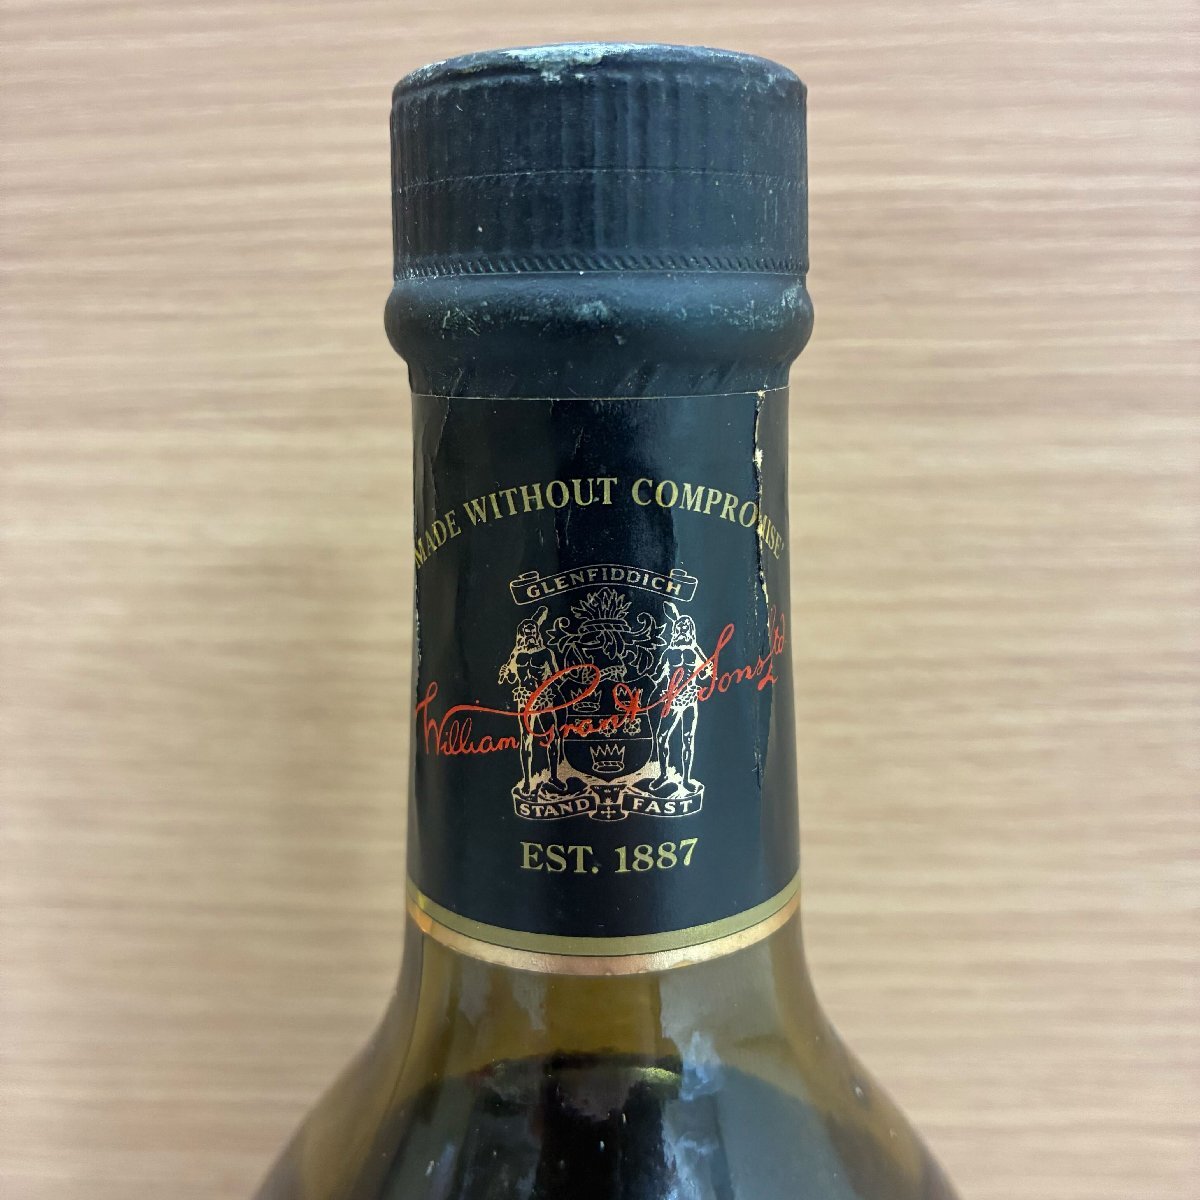 MADE WITHOUT COMPROMISE'
GLENFIDDICH
William Grant & Sons Ltd
STAND FAST
EST. 1887